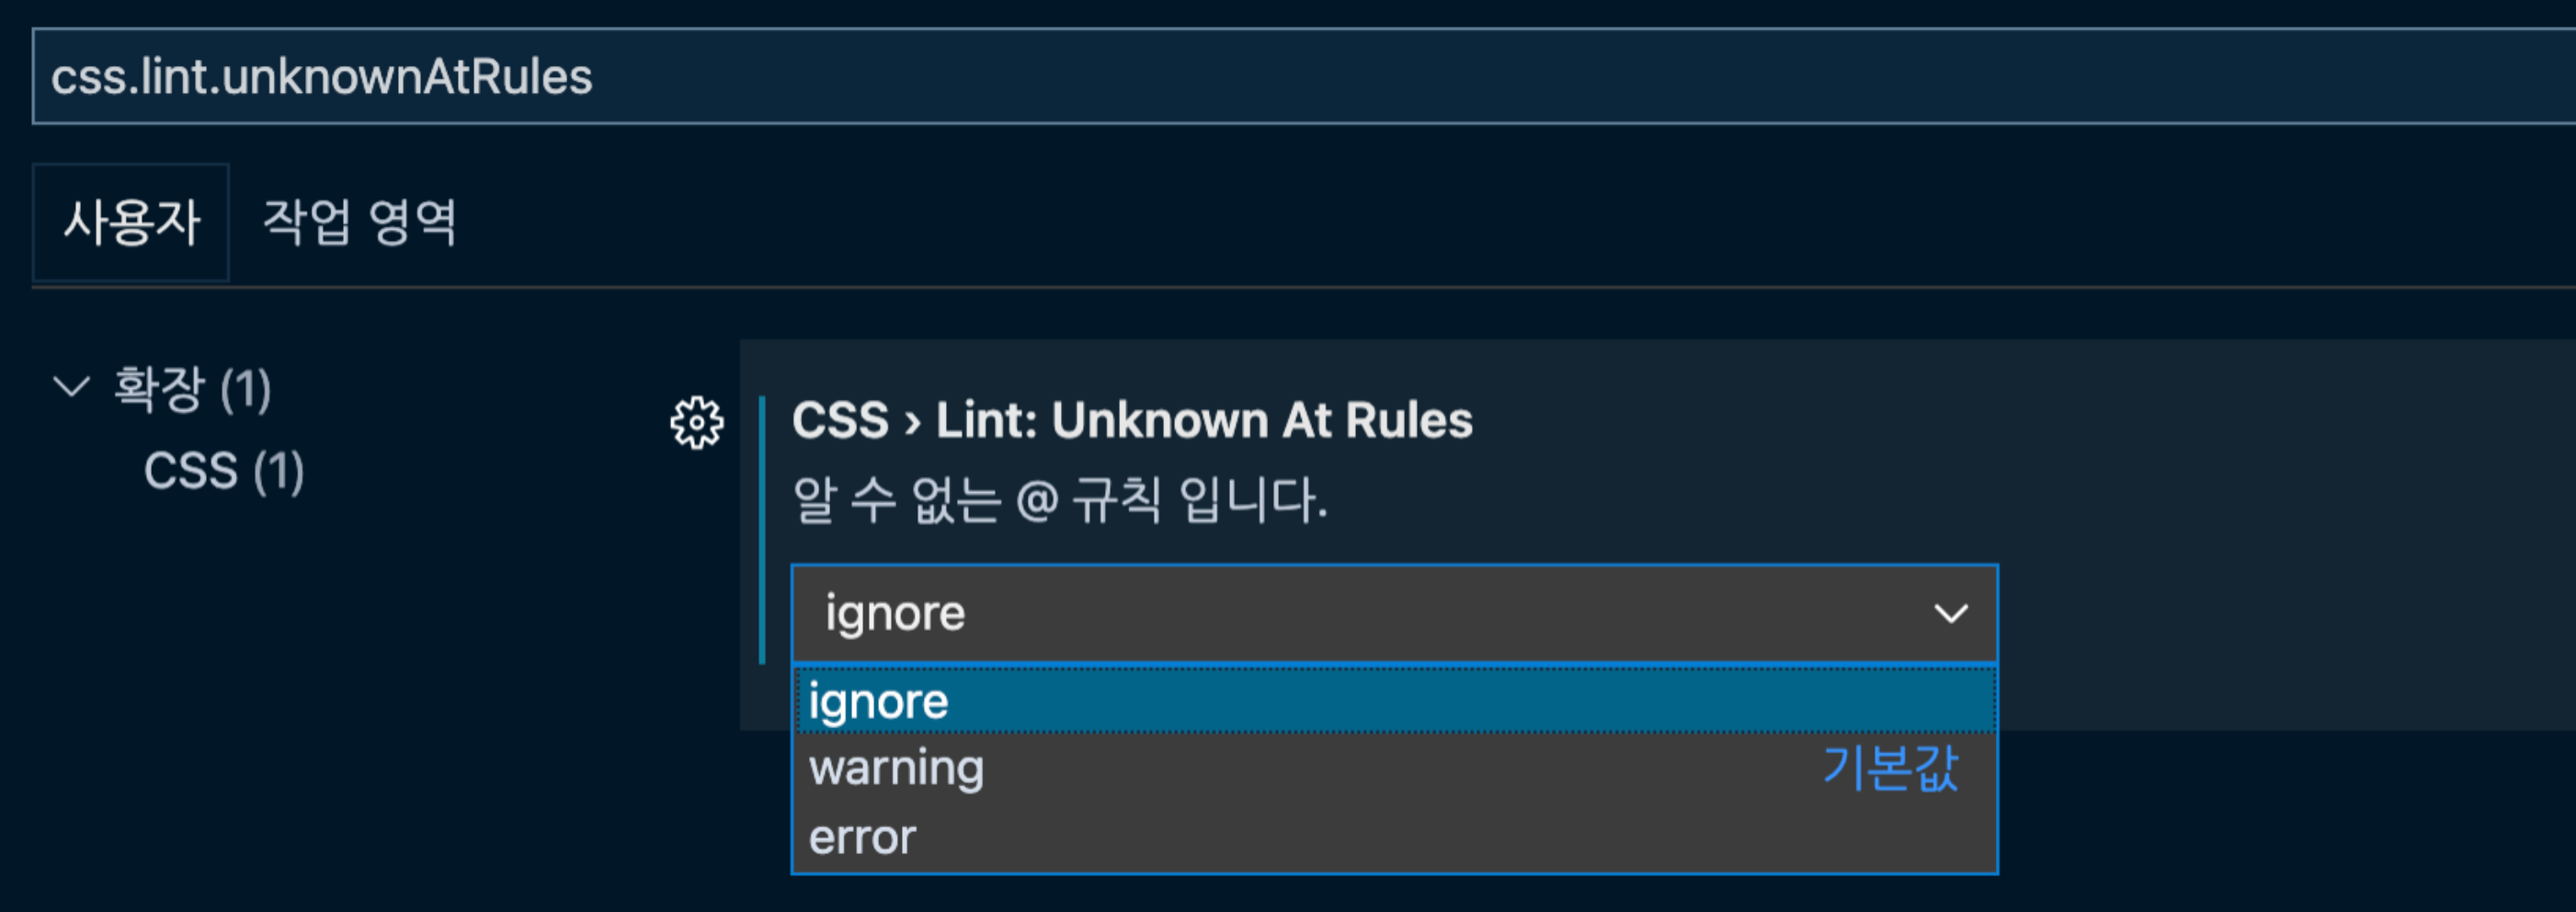 css.lint.unknownAtRules
사용자 작업 영역
확장 (1)
CSS (1)
CSS › Lint: Unknown At Rules
알 수 없는 @ 규칙 입니다.
ignore
ignore
warning 기본값
error